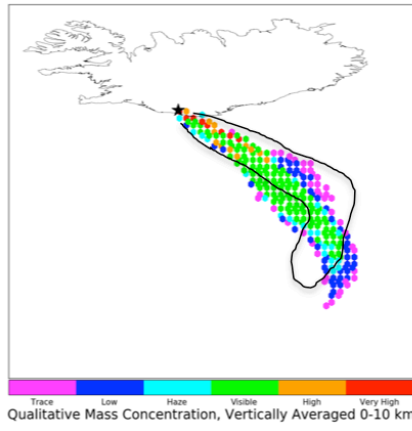 Trace Low Haze Visible High Very High
Qualitative Mass Concentration, Vertically Averaged 0-10 km